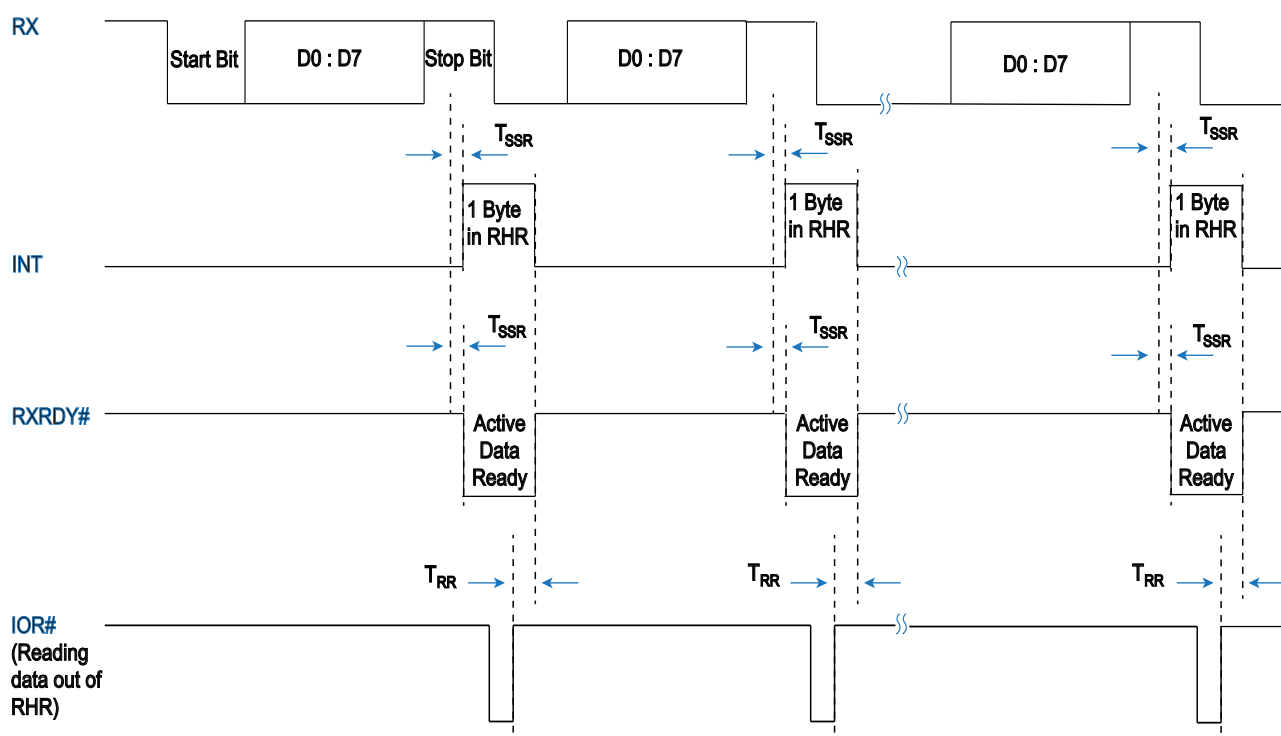 RX
Start Bit
D0 : D7
Stop Bit
D0 : D7
D0 : D7
TSSR
TSSR
TSSR
1 Byte
in RHR
1 Byte
in RHR
1 Byte
in RHR
INT
TSSR
TSSR
TSSR
RXRDY#
Active
Data
Ready
Active
Data
Ready
Active
Data
Ready
TRR
TRR
TRR
IOR#
(Reading
data out of
RHR)